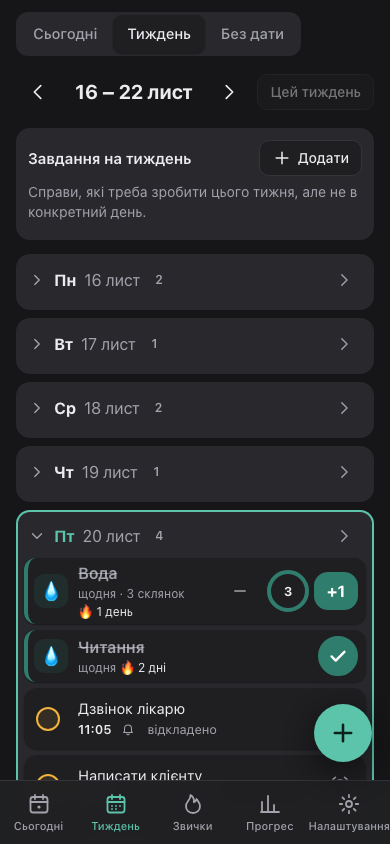 Сьогодні Тиждень Без дати
16 – 22 лист Цей тиждень
Завдання на тиждень Додати
Справи, які треба зробити цього тижня, але не в
конкретний день.
Пн 16 лист 2
Вт 17 лист 1
Ср 18 лист 2
Чт 19 лист 1
Пт 20 лист 4
Вода
щодня · 3 склянок
🔥 1 день
3 +1
Читання
щодня 🔥 2 дні
Дзвінок лікарю
11:05 відкладено
Написати клієнту
Сьогодні Тиждень Звички Прогрес Налаштування